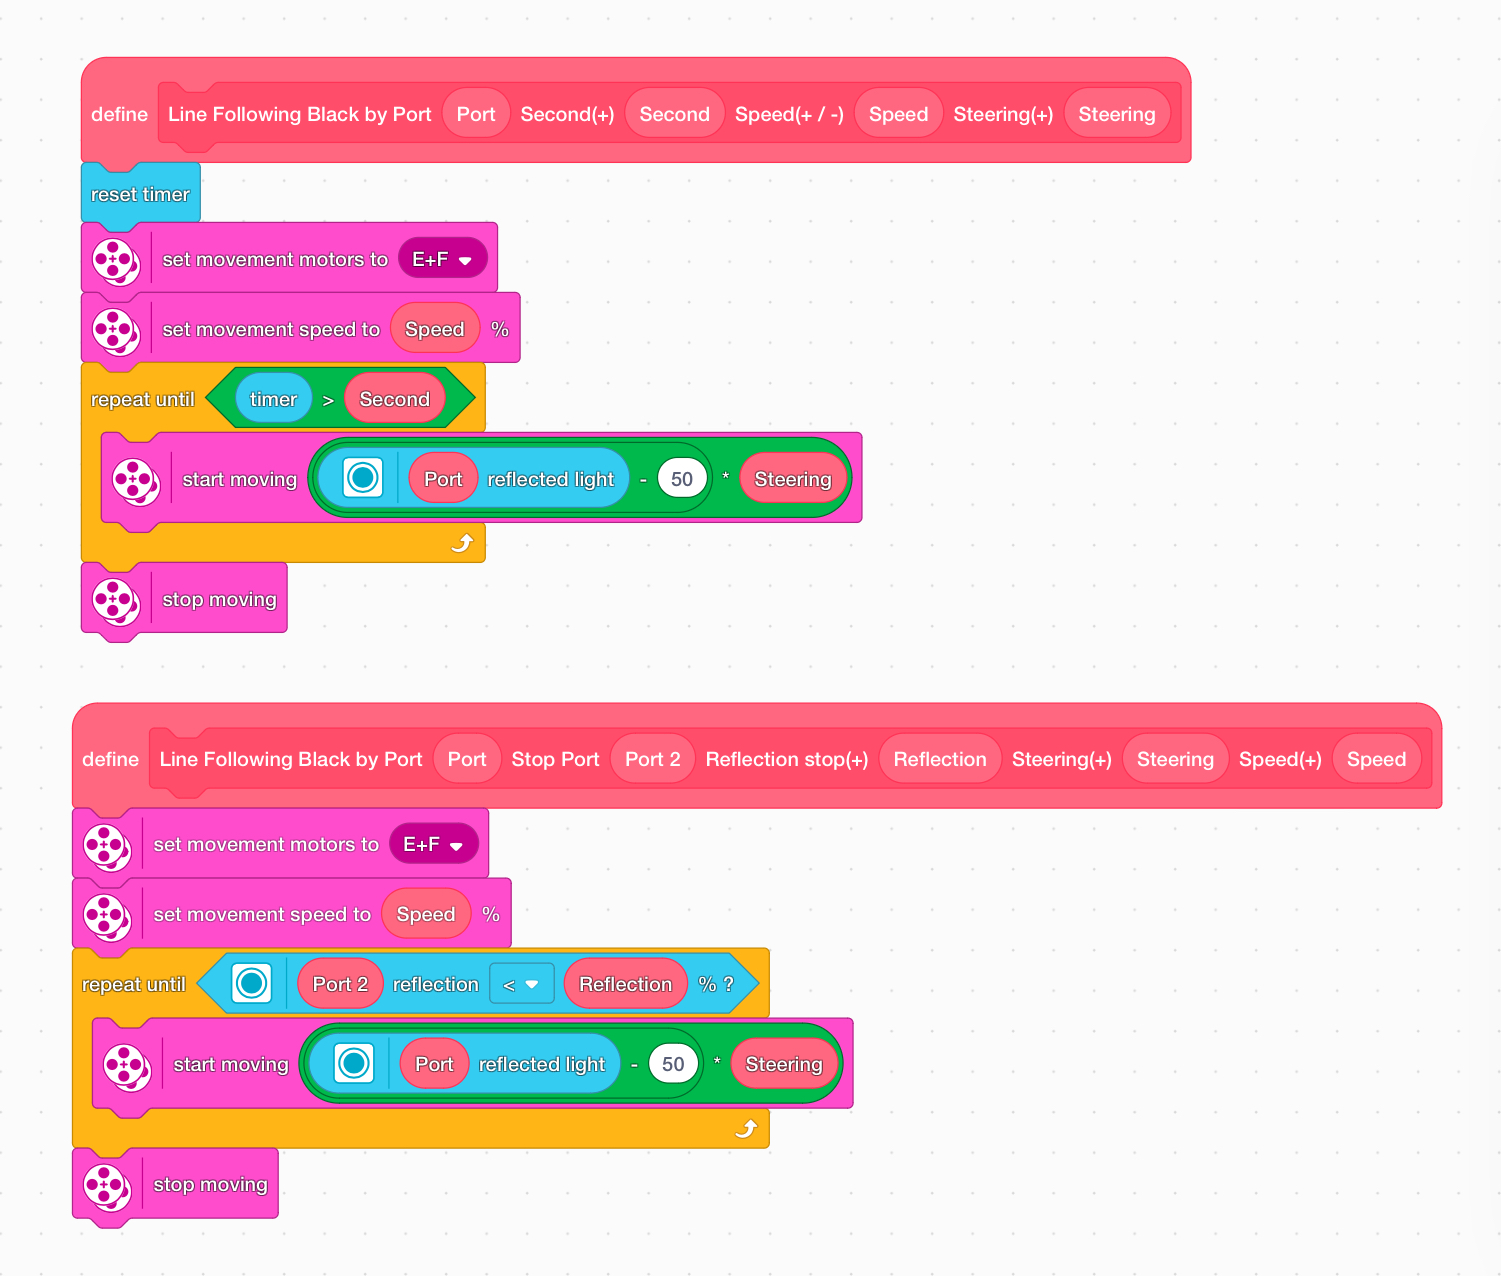 define Line Following Black by Port Port Second(+) Second Speed(+ / -) Speed Steering(+) Steering
reset timer
set movement motors to E+F
set movement speed to Speed %
repeat until timer > Second
start moving Port reflected light - 50 * Steering
stop moving
define Line Following Black by Port Port Stop Port Port 2 Reflection stop(+) Reflection Steering(+) Steering Speed(+) Speed
set movement motors to E+F
set movement speed to Speed %
repeat until Port 2 reflection < Reflection % ?
start moving Port reflected light - 50 * Steering
stop moving